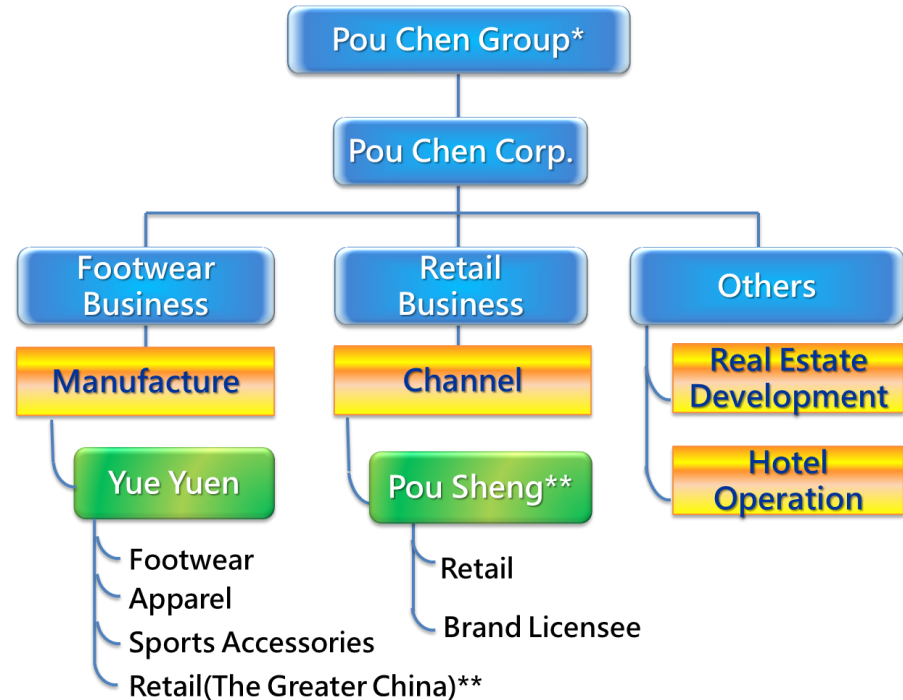 Pou Chen Group*
Pou Chen Corp.
Footwear
Business
Retail
Business
Others
Manufacture
Channel
Real Estate
Development
Hotel
Operation
Yue Yuen
Pou Sheng**
Footwear
Apparel
Sports Accessories
Retail(The Greater China)**
Retail
Brand Licensee